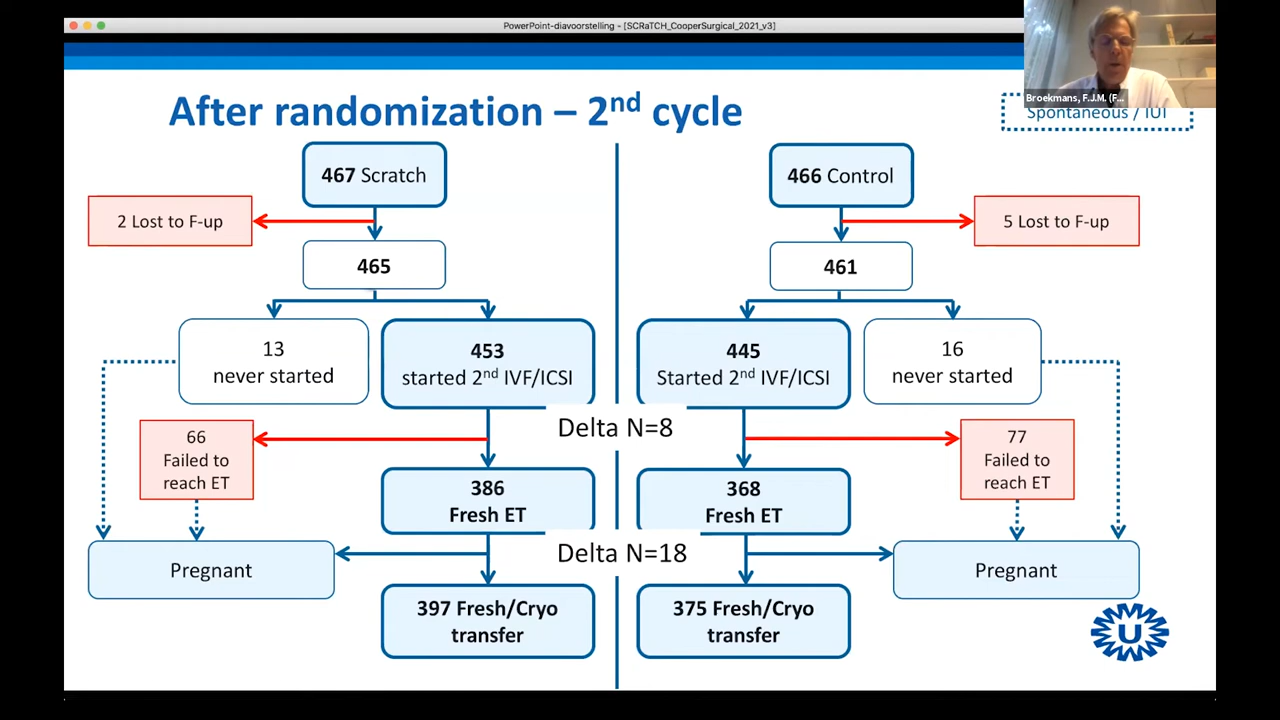 PowerPoint-diavoorstelling - [SCRaTCH_CooperSurgical_2021_v3]
Broekmans, F.J.M. (F...
After randomization – 2nd cycle
Spontaneous / IUI
467 Scratch
466 Control
2 Lost to F-up
5 Lost to F-up
465
461
13
never started
453
started 2nd IVF/ICSI
445
Started 2nd IVF/ICSI
16
never started
Delta N=8
66
Failed to
reach ET
77
Failed to
reach ET
386
Fresh ET
368
Fresh ET
Delta N=18
Pregnant
Pregnant
397 Fresh/Cryo
transfer
375 Fresh/Cryo
transfer
U